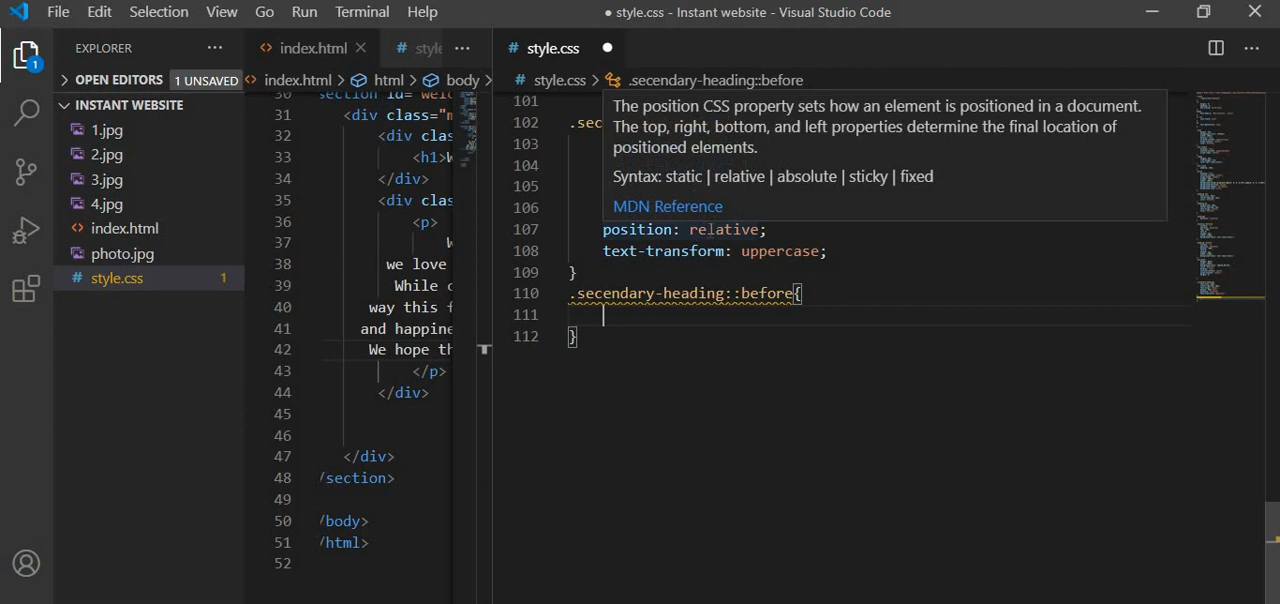 File Edit Selection View Go Run Terminal Help ● style.css - Instant website - Visual Studio Code
EXPLORER ···
1
OPEN EDITORS 1 UNSAVED
INSTANT WEBSITE
1.jpg
2.jpg
3.jpg
4.jpg
index.html
photo.jpg
style.css 1
index.html style ···
index.html > html > body >
30 section id=
31 <div class="m
32 <div clas
33 <h1>W
34 </div>
35 <div clas
36 <p>
37 W
38 we love
39 While c
40 way this f
41 and happine
42 We hope th
43 </p>
44 </div>
45
46
47 </div>
48 /section>
49
50 /body>
51 /html>
52
style.css ● ···
style.css > .secendary-heading::before
101
102 .sec
103
104
105
106
The position CSS property sets how an element is positioned in a document.
The top, right, bottom, and left properties determine the final location of
positioned elements.
Syntax: static | relative | absolute | sticky | fixed
MDN Reference
107 position: relative;
108 text-transform: uppercase;
109 }
110 .secendary-heading::before{
111
112 }